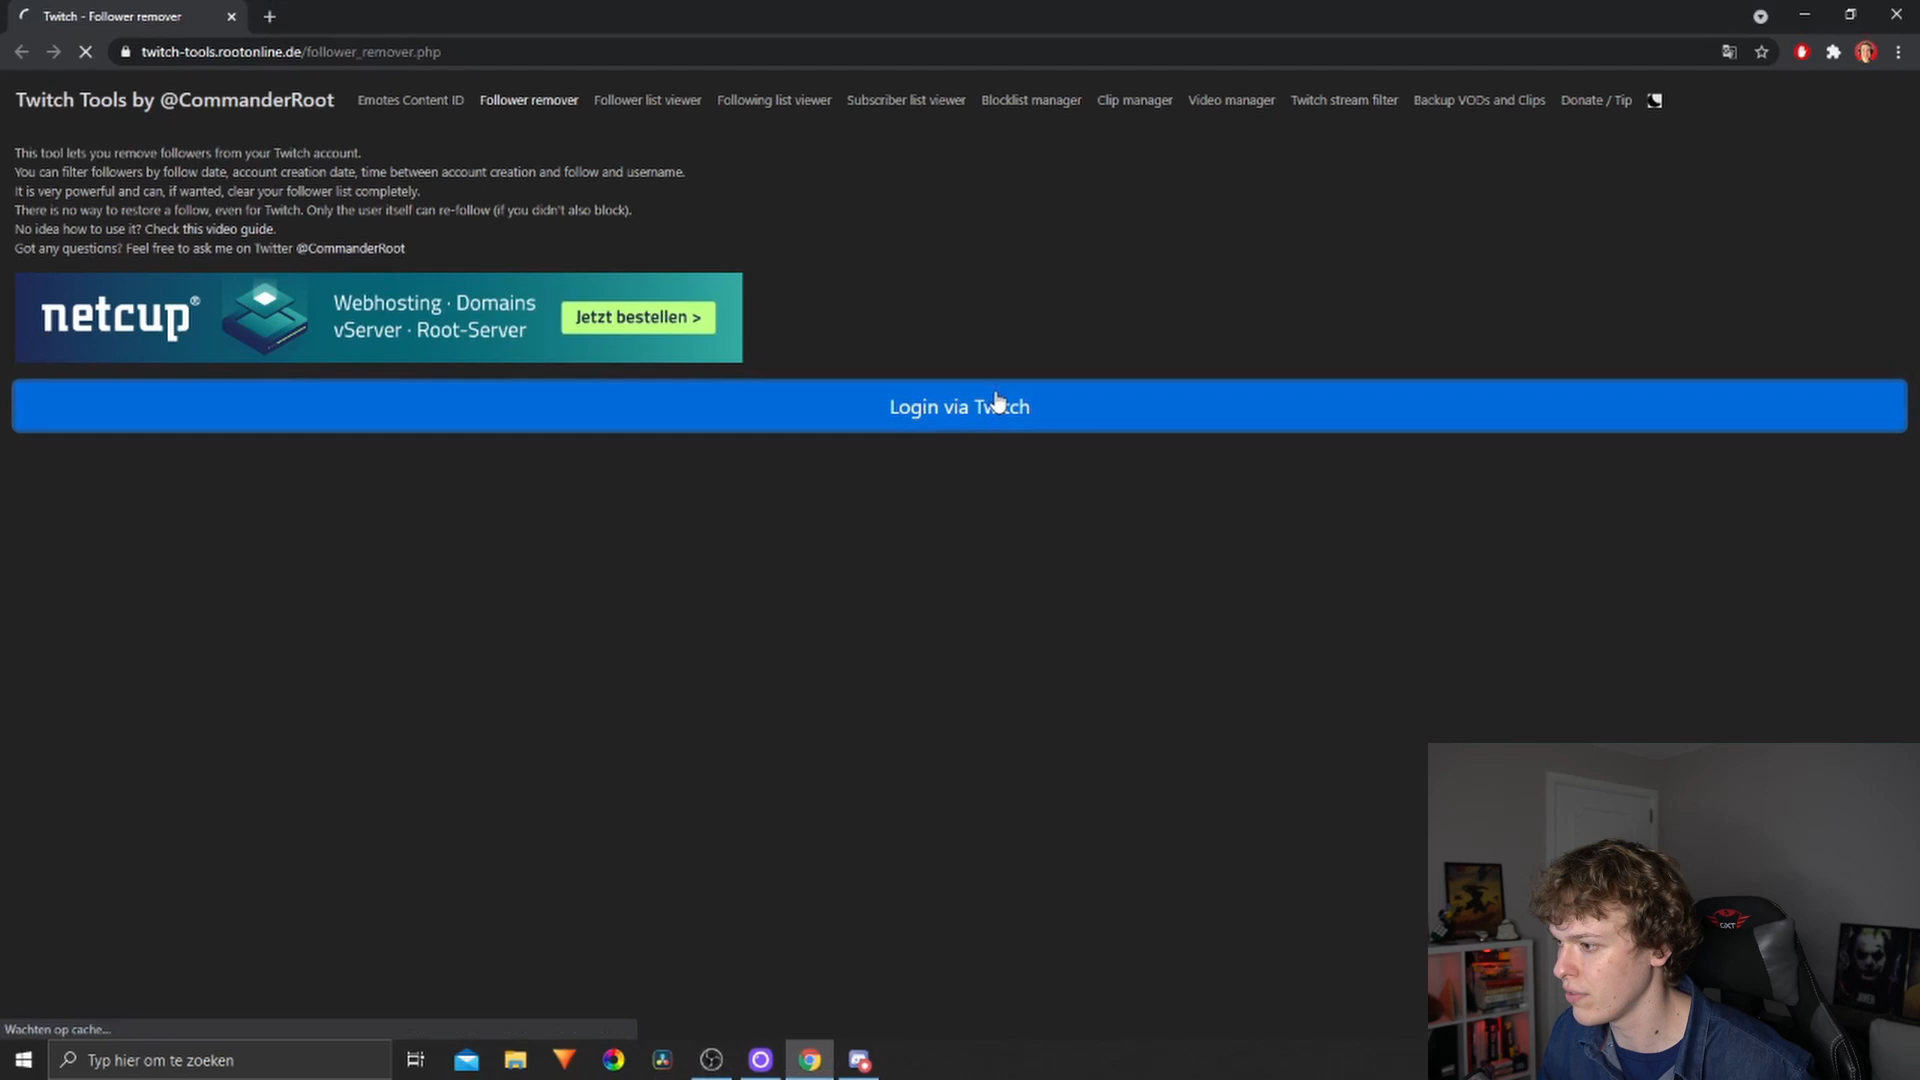 Twitch - Follower remover
twitch-tools.rootonline.de/follower_remover.php
Twitch Tools by @CommanderRoot Emotes Content ID Follower remover Follower list viewer Following list viewer Subscriber list viewer Blocklist manager Clip manager Video manager Twitch stream filter Backup VODs and Clips Donate / Tip
This tool lets you remove followers from your Twitch account.
You can filter followers by follow date, account creation date, time between account creation and follow and username.
It is very powerful and can, if wanted, clear your follower list completely.
There is no way to restore a follow, even for Twitch. Only the user itself can re-follow (if you didn't also block).
No idea how to use it? Check this video guide.
Got any questions? Feel free to ask me on Twitter @CommanderRoot
netcup® Webhosting · Domains
vServer · Root-Server
Jetzt bestellen >
Login via Twitch
GXT
JOKER
Wachten op cache...
Typ hier om te zoeken